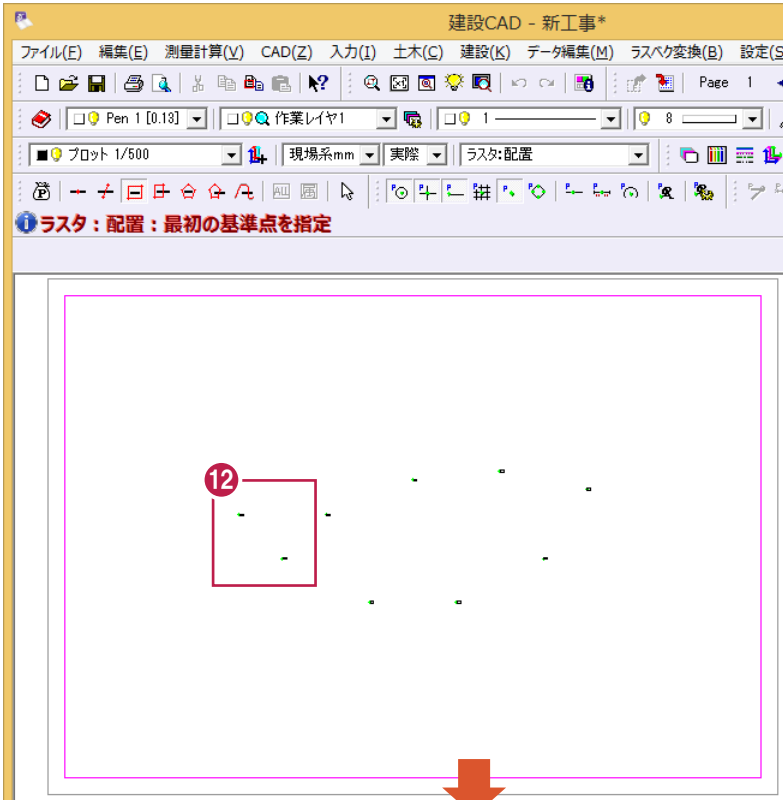 建設CAD - 新工事*
ファイル(F) 編集(E) 測量計算(V) CAD(Z) 入力(I) 土木(C) 建設(K) データ編集(M) ラスベク変換(B) 設定(S
Page 1
Pen 1 [0.13] 作業レイヤ1 1 8
プロット 1/500 現場系mm 実際 ラスタ:配置
ラスタ：配置：最初の基準点を指定
12